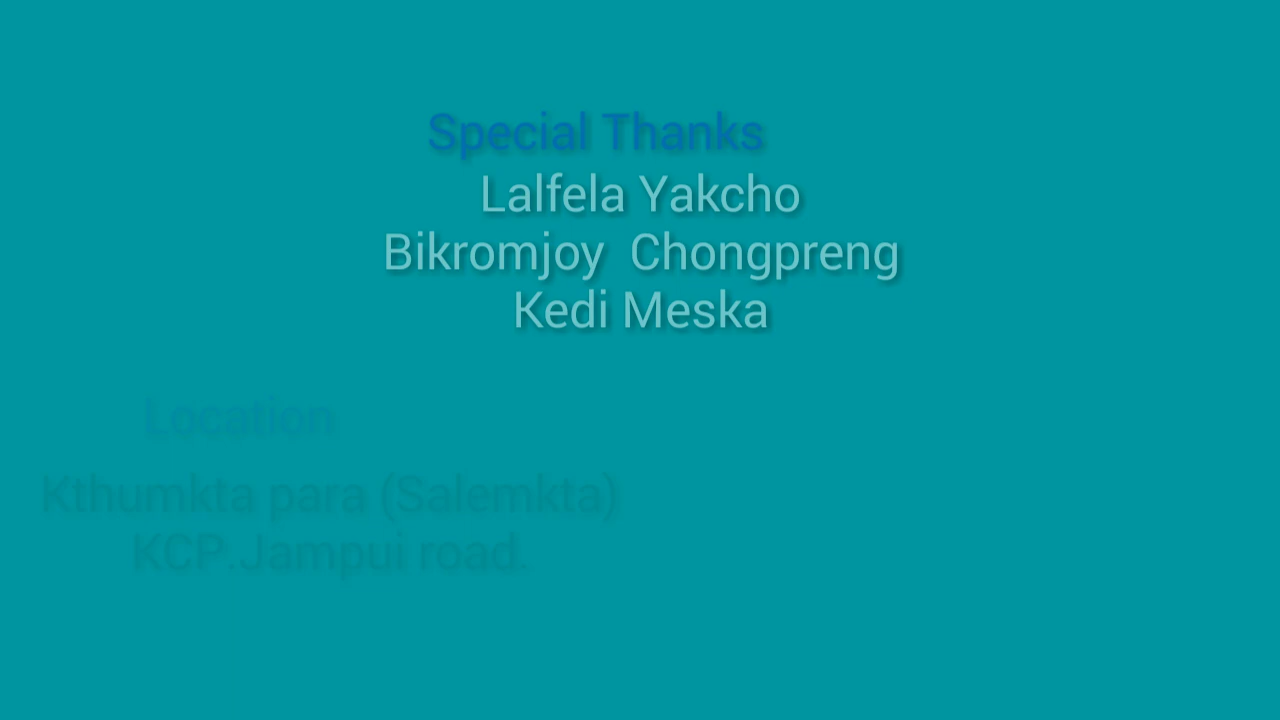 Special Thanks
Lalfela Yakcho
Bikromjoy  Chongpreng
Kedi Meska
Location
Kthumkta para (Salemkta)
KCP.Jampui road.